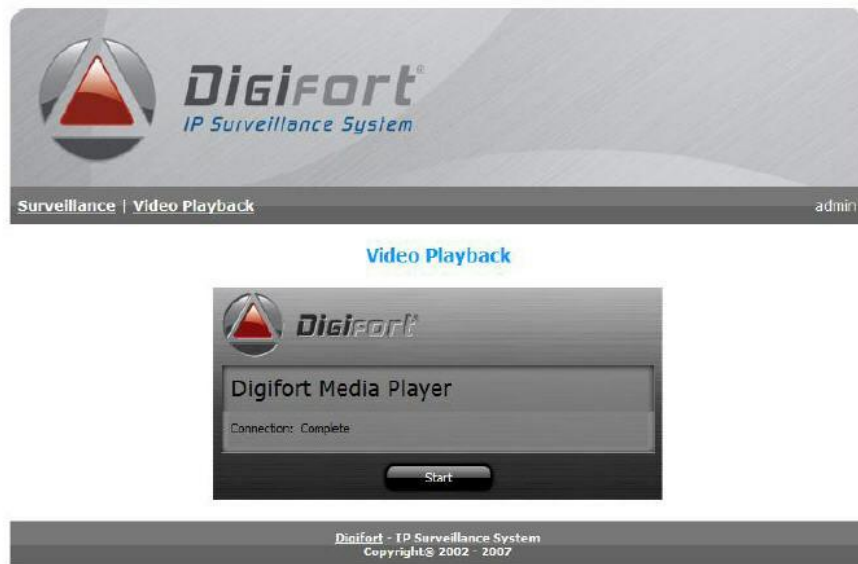 Digifort®
IP Surveillance System
Surveillance | Video Playback admin
Video Playback
Digifort
Digifort Media Player
Connection: Complete
Start
Digifort - IP Surveillance System
Copyright© 2002 - 2007